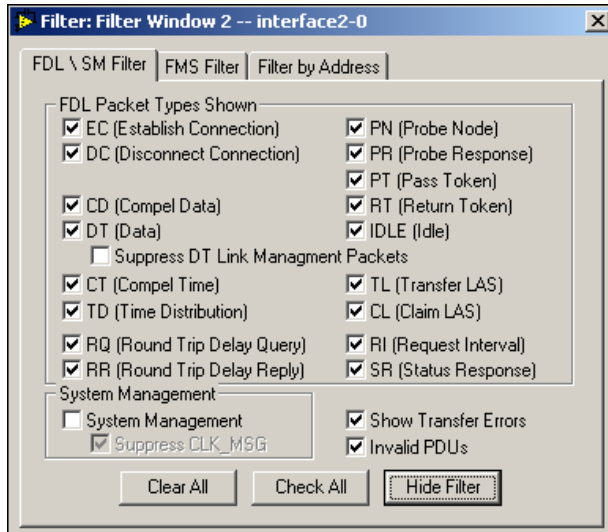 Filter: Filter Window 2 -- interface2-0
FDL \ SM Filter
FMS Filter
Filter by Address
FDL Packet Types Shown
EC (Establish Connection)
PN (Probe Node)
DC (Disconnect Connection)
PR (Probe Response)
PT (Pass Token)
CD (Compel Data)
RT (Return Token)
DT (Data)
IDLE (Idle)
Suppress DT Link Managment Packets
CT (Compel Time)
TL (Transfer LAS)
TD (Time Distribution)
CL (Claim LAS)
RQ (Round Trip Delay Query)
RI (Request Interval)
RR (Round Trip Delay Reply)
SR (Status Response)
System Management
System Management
Show Transfer Errors
Suppress CLK_MSG
Invalid PDUs
Clear All
Check All
Hide Filter